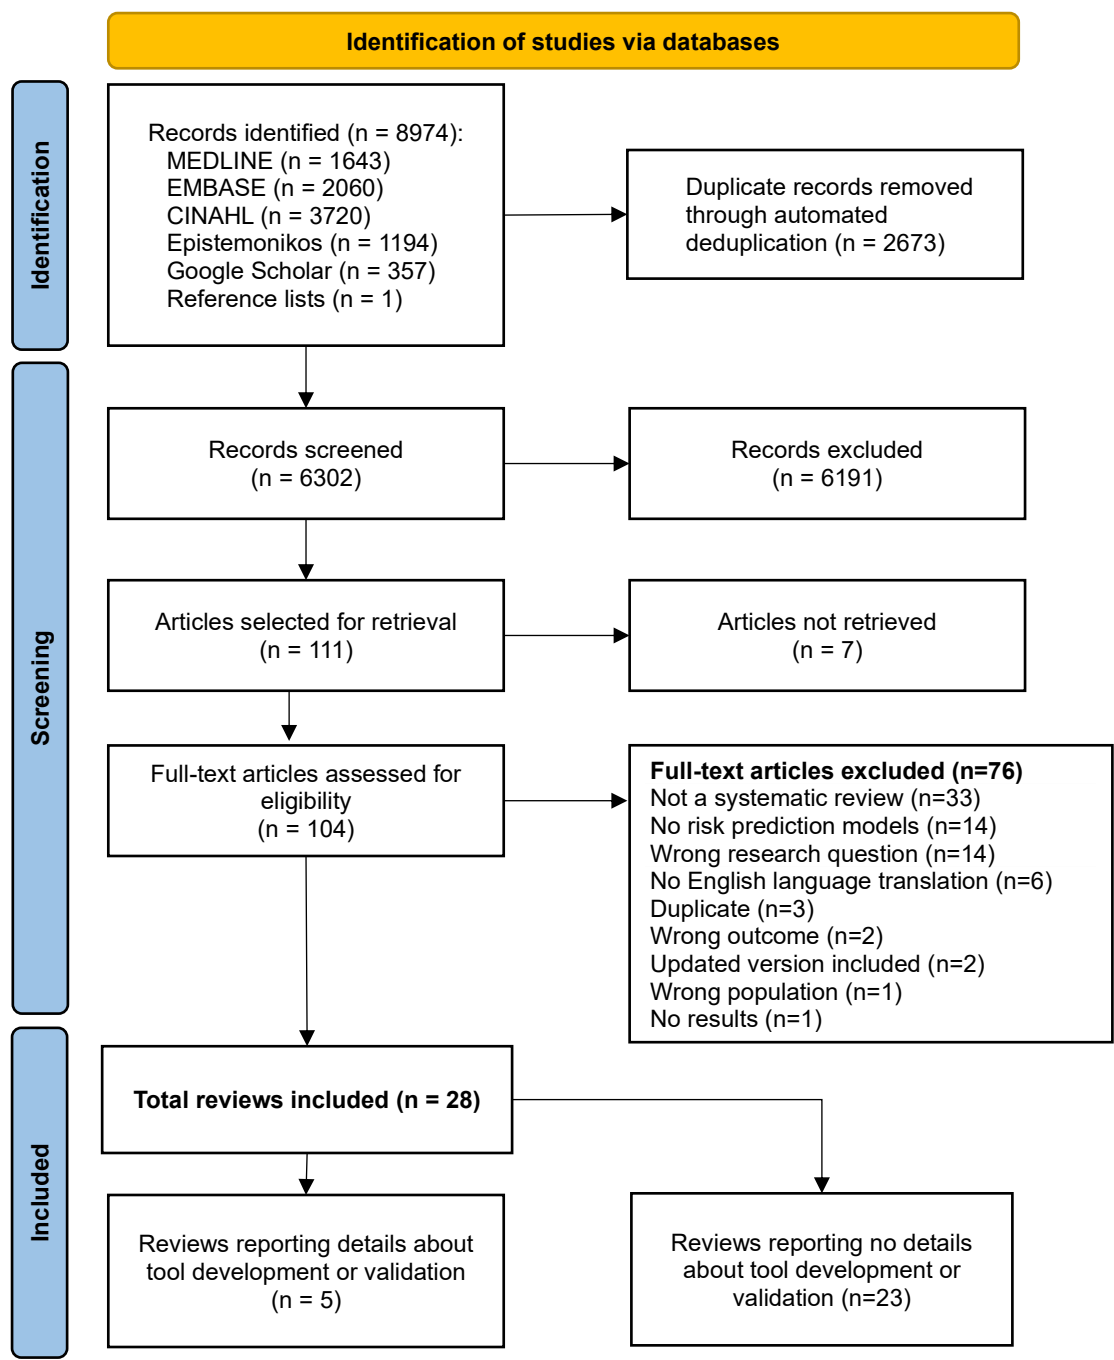 Identification of studies via databases
Identification
Records identified (n = 8974):
MEDLINE (n = 1643)
EMBASE (n = 2060)
CINAHL (n = 3720)
Epistemonikos (n = 1194)
Google Scholar (n = 357)
Reference lists (n = 1)
Duplicate records removed
through automated
deduplication (n = 2673)
Screening
Records screened
(n = 6302)
Records excluded
(n = 6191)
Articles selected for retrieval
(n = 111)
Articles not retrieved
(n = 7)
Full-text articles assessed for
eligibility
(n = 104)
Full-text articles excluded (n=76)
Not a systematic review (n=33)
No risk prediction models (n=14)
Wrong research question (n=14)
No English language translation (n=6)
Duplicate (n=3)
Wrong outcome (n=2)
Updated version included (n=2)
Wrong population (n=1)
No results (n=1)
Included
Total reviews included (n = 28)
Reviews reporting details about
tool development or validation
(n = 5)
Reviews reporting no details
about tool development or
validation (n=23)